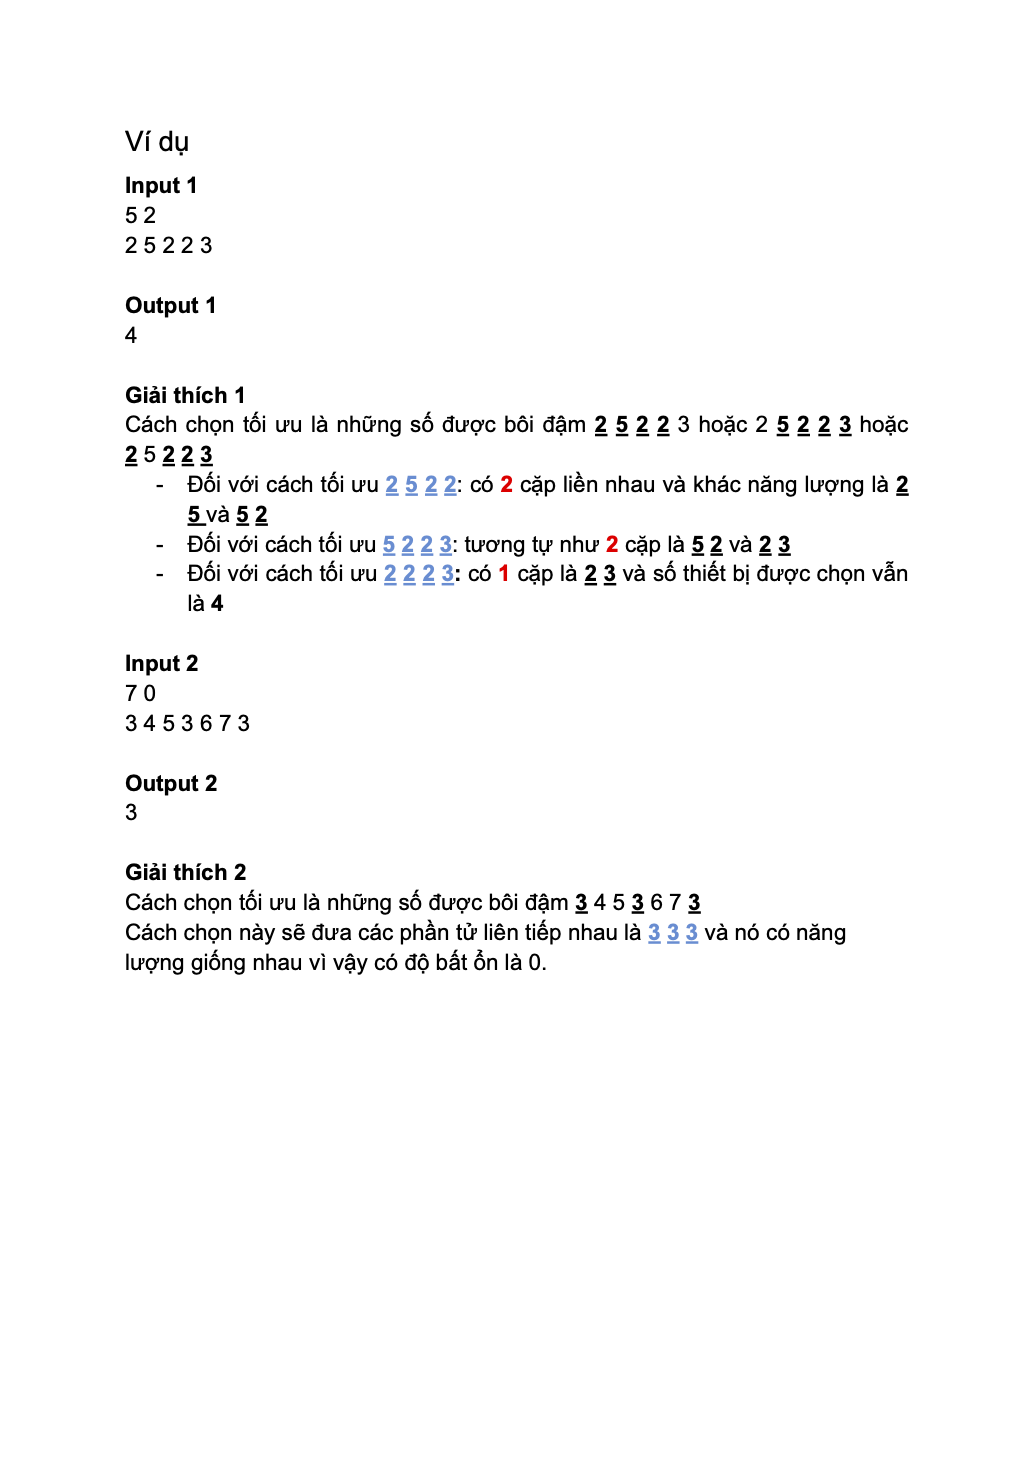 Ví dụ
Input 1
5 2
2 5 2 2 3
Output 1
4
Giải thích 1
Cách chọn tối ưu là những số được bôi đậm 2 5 2 2 3 hoặc 2 5 2 2 3 hoặc
2 5 2 2 3
- Đối với cách tối ưu 2 5 2 2: có 2 cặp liền nhau và khác năng lượng là 2
5 và 5 2
- Đối với cách tối ưu 5 2 2 3: tương tự như 2 cặp là 5 2 và 2 3
- Đối với cách tối ưu 2 2 2 3: có 1 cặp là 2 3 và số thiết bị được chọn vẫn
là 4
Input 2
7 0
3 4 5 3 6 7 3
Output 2
3
Giải thích 2
Cách chọn tối ưu là những số được bôi đậm 3 4 5 3 6 7 3
Cách chọn này sẽ đưa các phần tử liên tiếp nhau là 3 3 3 và nó có năng
lượng giống nhau vì vậy có độ bất ổn là 0.